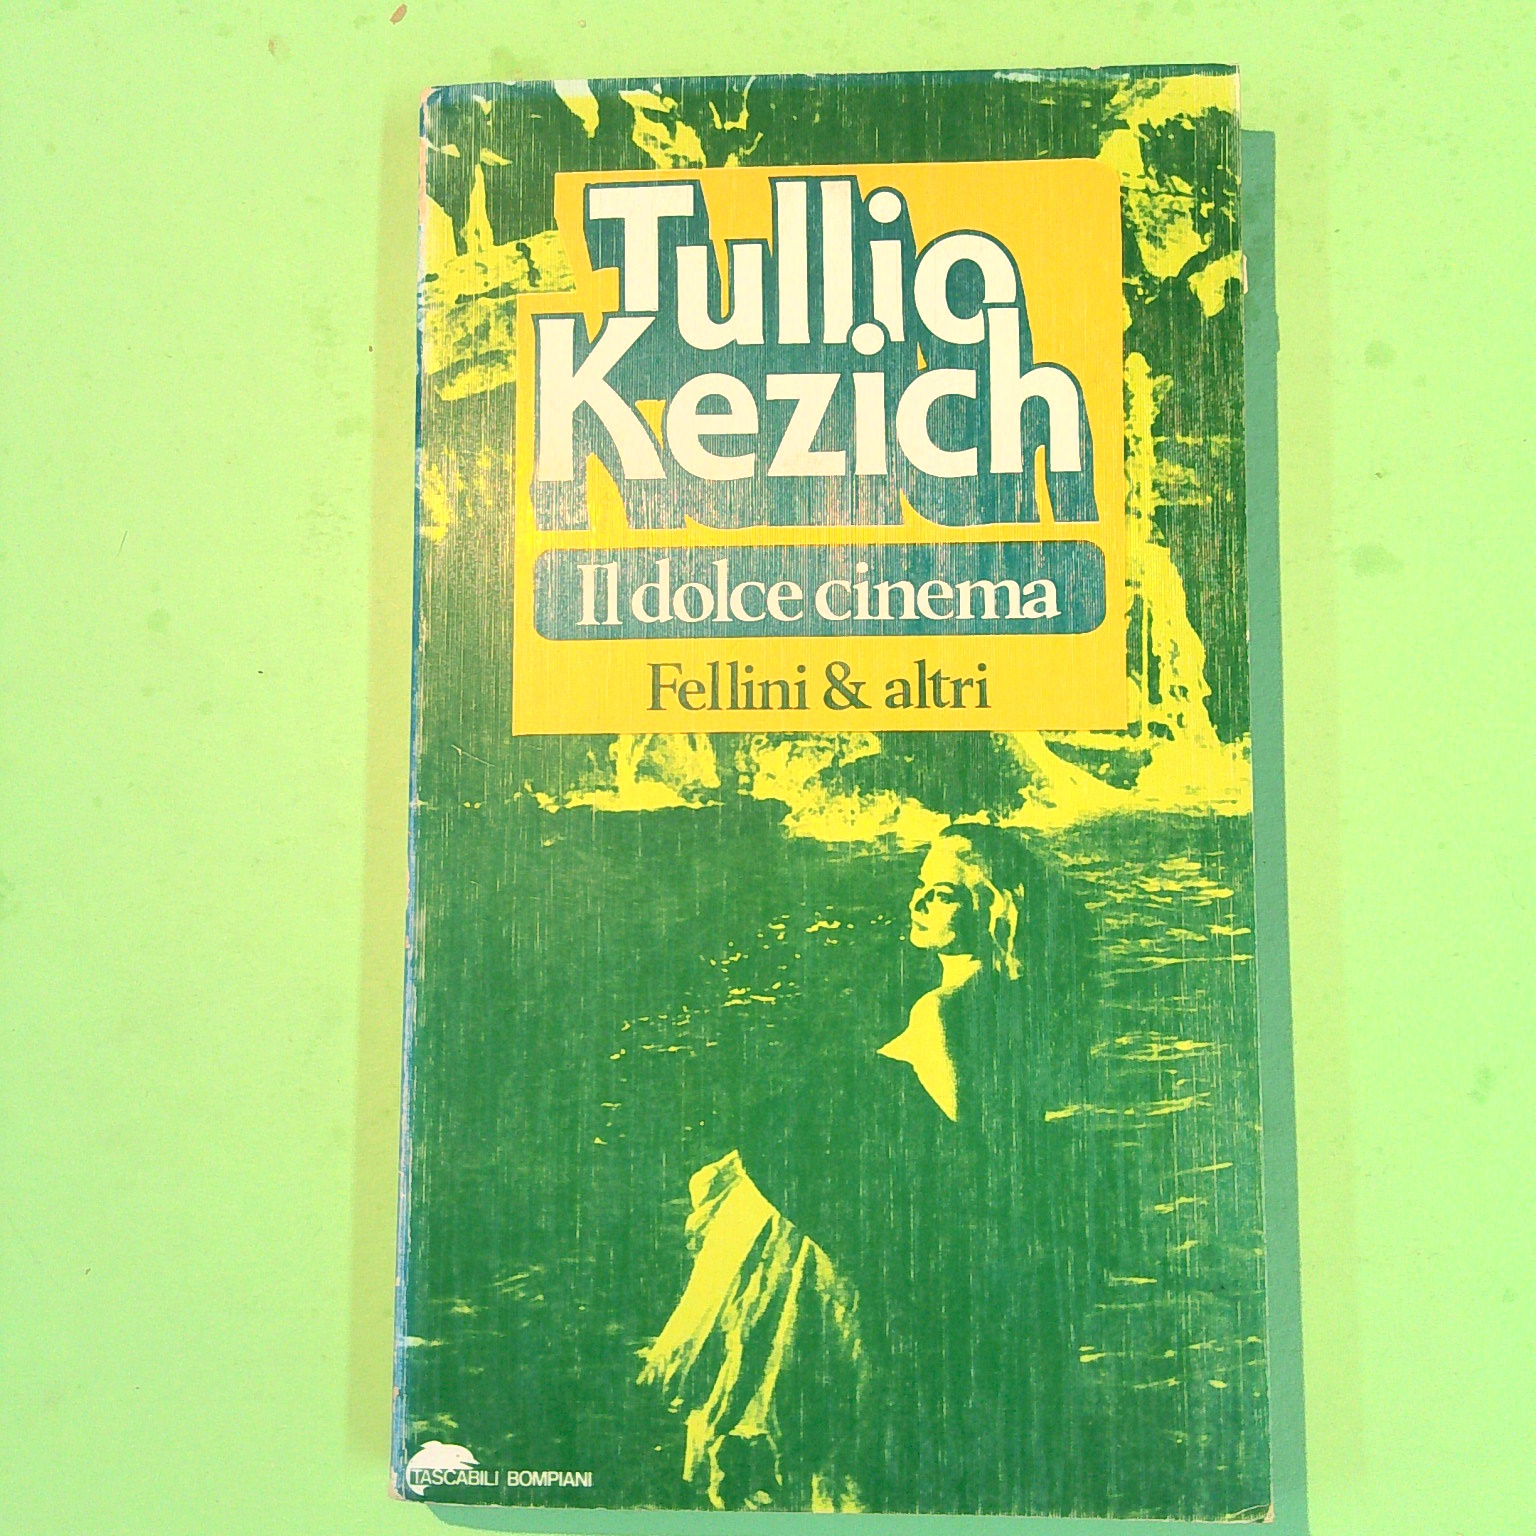 Tullio
Kezich
Il dolce cinema
Fellini & altri
TASCABILI BOMPIANI